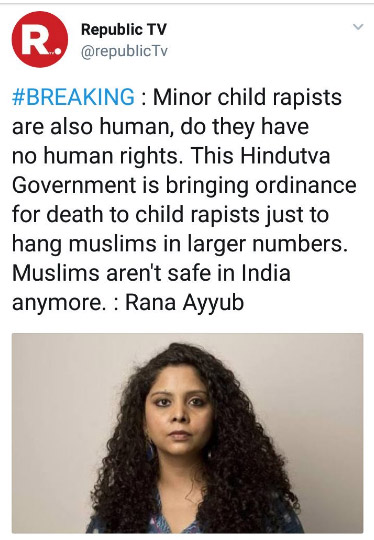 R.
Republic TV
@republicTv
#BREAKING : Minor child rapists
are also human, do they have
no human rights. This Hindutva
Government is bringing ordinance
for death to child rapists just to
hang muslims in larger numbers.
Muslims aren't safe in India
anymore. : Rana Ayyub